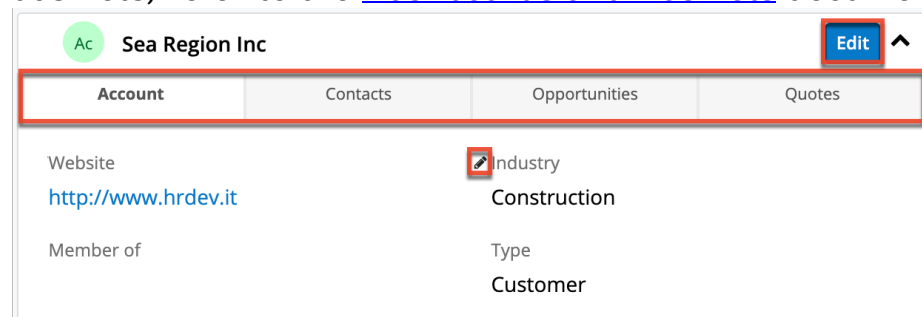 Ac Sea Region Inc Edit
Account Contacts Opportunities Quotes
Website Industry
http://www.hrdev.it Construction
Member of Type
Customer